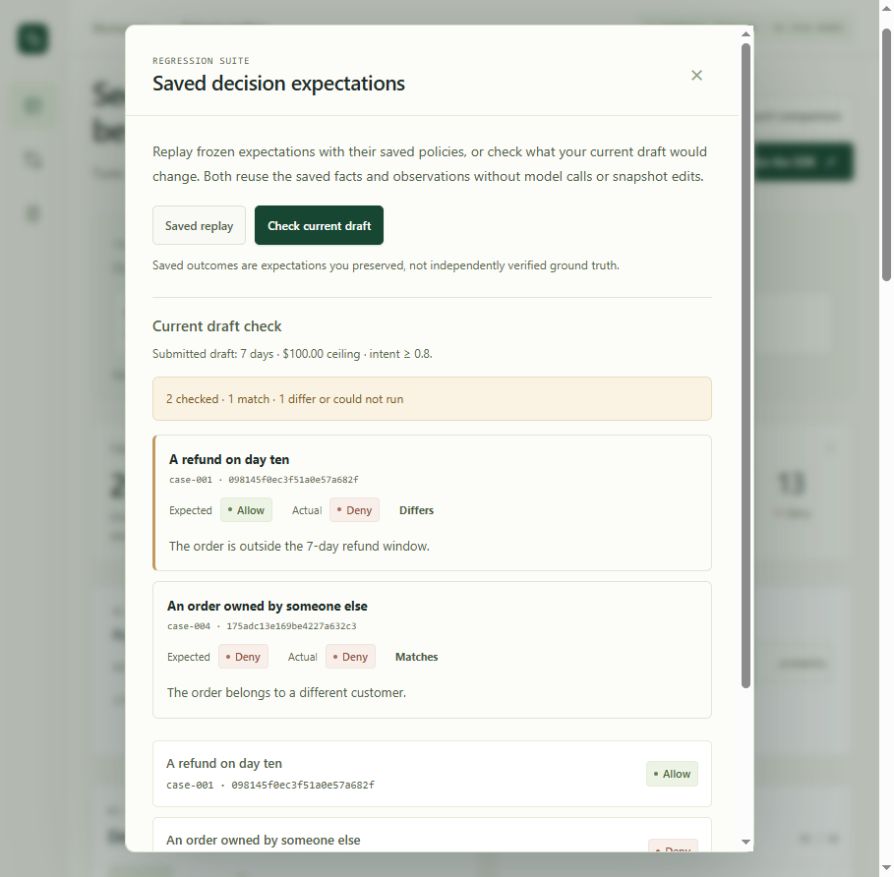 REGRESSION SUITE
Saved decision expectations
×
Replay frozen expectations with their saved policies, or check what your current draft would
change. Both reuse the saved facts and observations without model calls or snapshot edits.
Saved replay
Check current draft
Saved outcomes are expectations you preserved, not independently verified ground truth.
Current draft check
Submitted draft: 7 days · $100.00 ceiling · intent ≥ 0.8.
2 checked · 1 match · 1 differ or could not run
A refund on day ten
case-001 · 098145f0ec3f51a0e57a682f
Expected • Allow Actual • Deny Differs
The order is outside the 7-day refund window.
An order owned by someone else
case-004 · 175adc13e169be4227a632c3
Expected • Deny Actual • Deny Matches
The order belongs to a different customer.
A refund on day ten
• Allow
case-001 · 098145f0ec3f51a0e57a682f
An order owned by someone else
• Deny
13